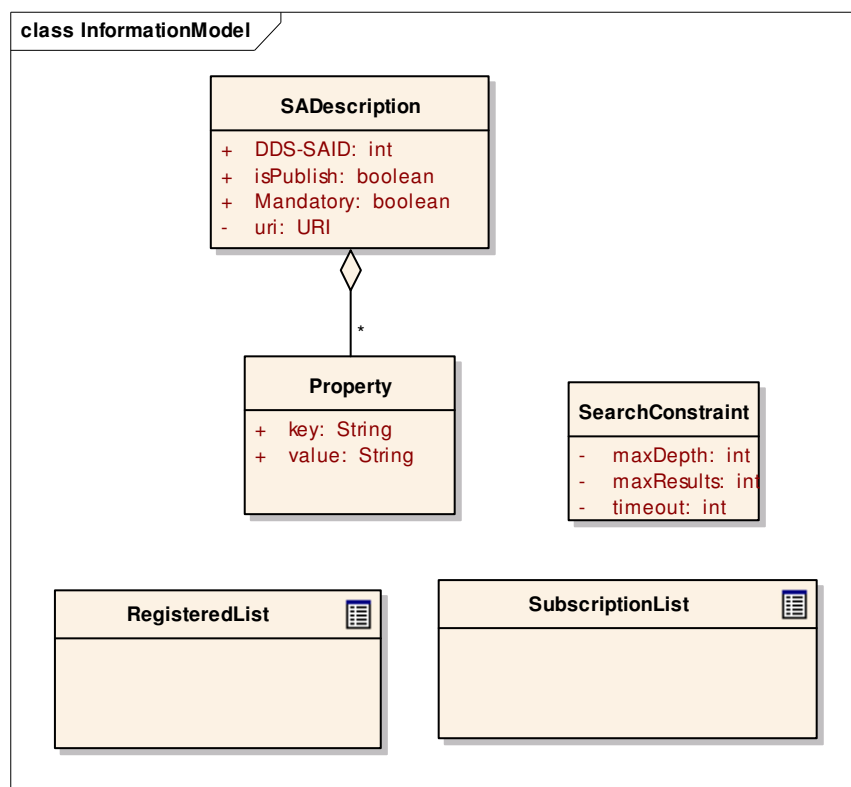 class InformationModel
SADescription
+ DDS-SAID: int
+ isPublish: boolean
+ Mandatory: boolean
- uri: URI
*
Property
+ key: String
+ value: String
SearchConstraint
- maxDepth: int
- maxResults: int
- timeout: int
RegisteredList
SubscriptionList